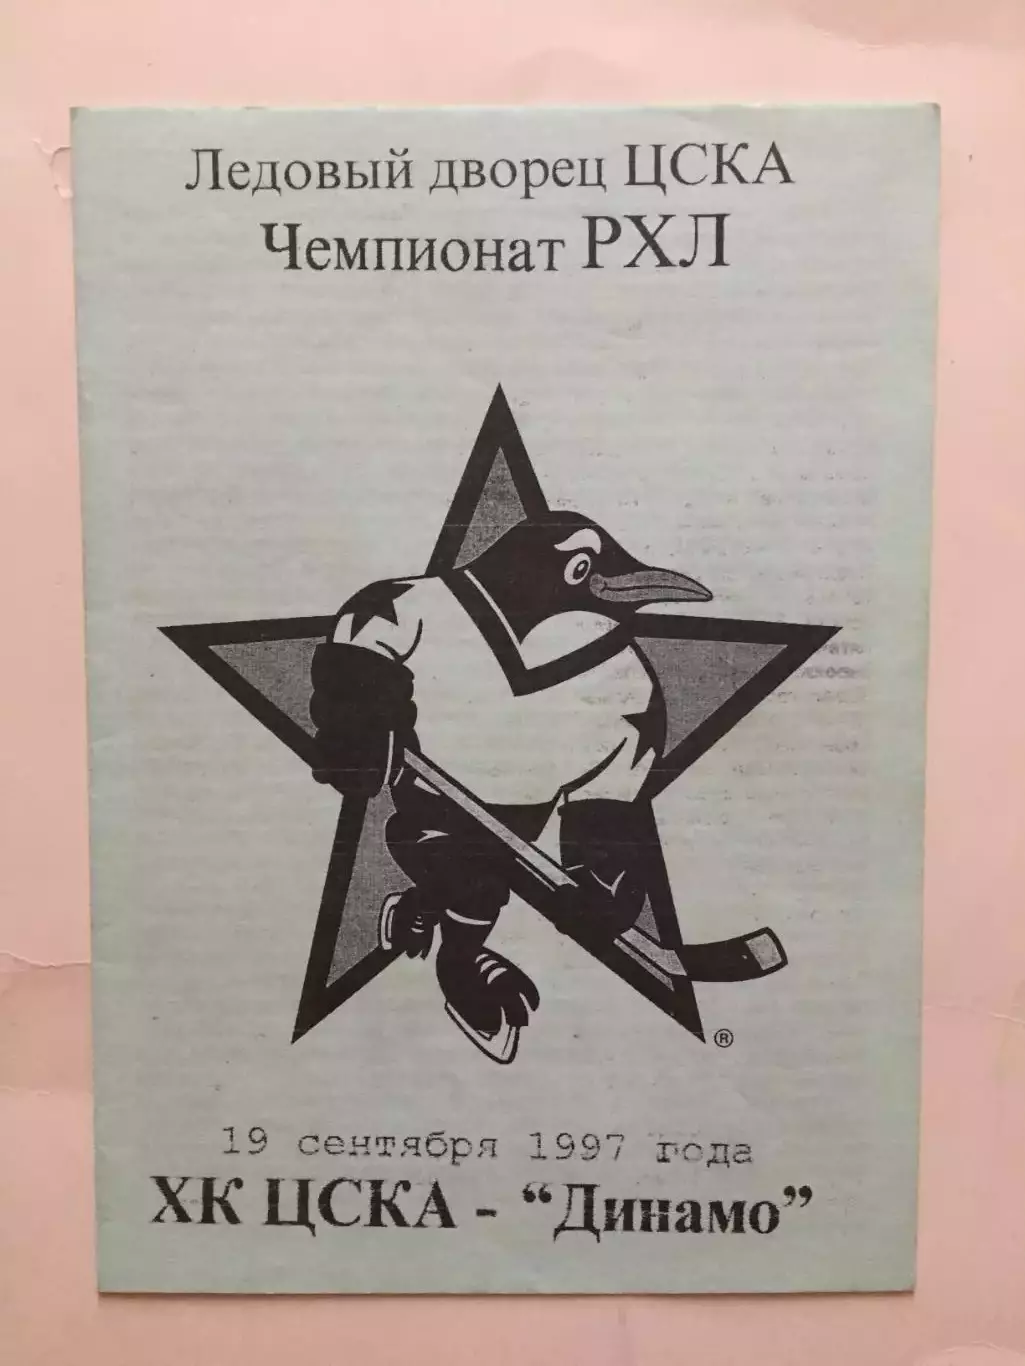 Ледовый дворец ЦСКА
Чемпионат РХЛ
®
19 сентября 1997 года
ХК ЦСКА - “Динамо”